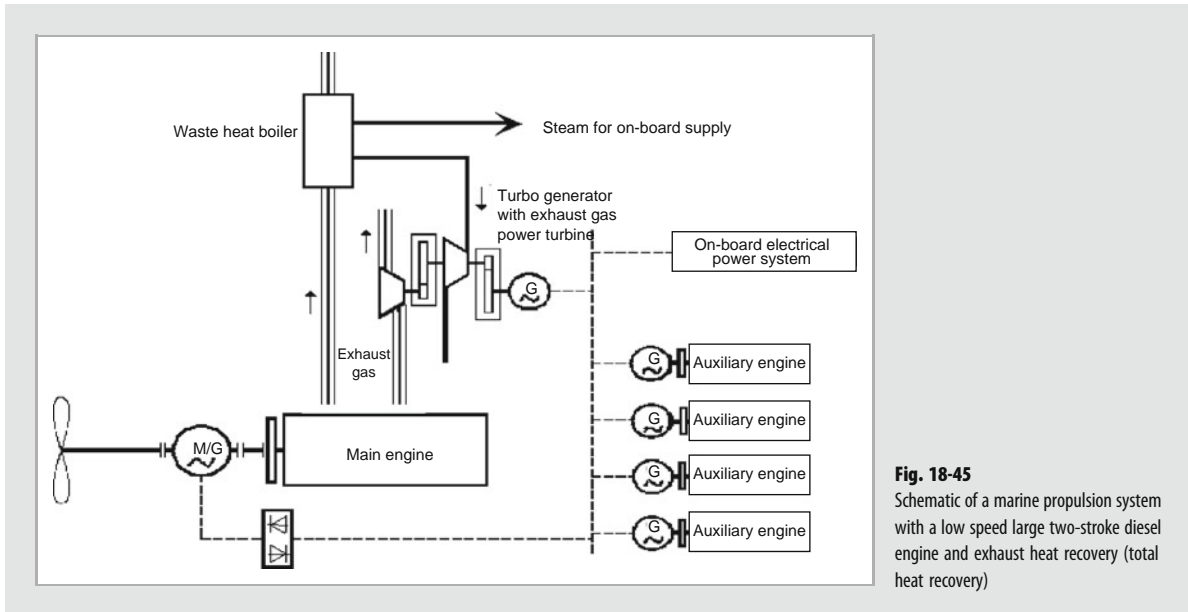 Waste heat boiler
Steam for on-board supply
Turbo generator
with exhaust gas
power turbine
On-board electrical
power system
G
Exhaust
gas
G
Auxiliary engine
G
Auxiliary engine
M/G
Main engine
G
Auxiliary engine
G
Auxiliary engine
Fig. 18-45
Schematic of a marine propulsion system
with a low speed large two-stroke diesel
engine and exhaust heat recovery (total
heat recovery)